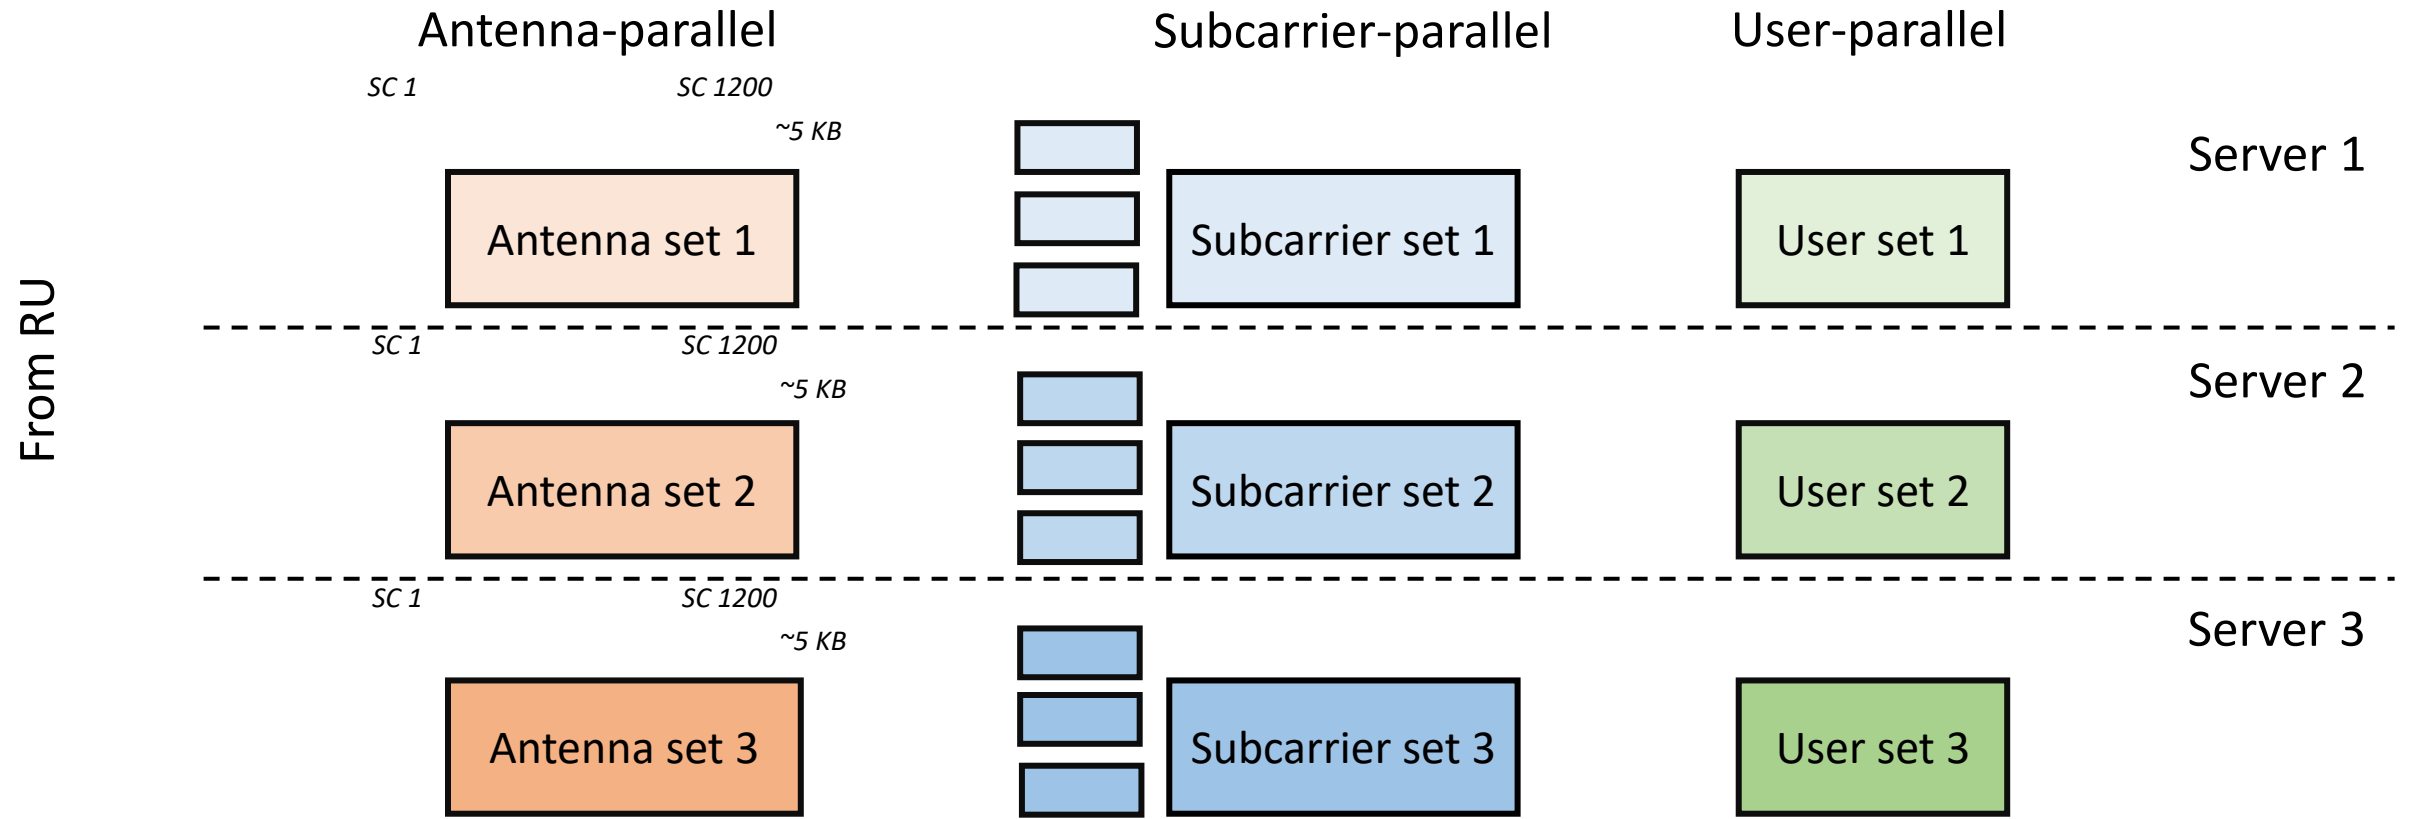 Antenna-parallel
Subcarrier-parallel
User-parallel
From RU
SC 1
SC 1200
~5 KB
Server 1
Antenna set 1
Subcarrier set 1
User set 1
SC 1
SC 1200
~5 KB
Server 2
Antenna set 2
Subcarrier set 2
User set 2
SC 1
SC 1200
~5 KB
Server 3
Antenna set 3
Subcarrier set 3
User set 3